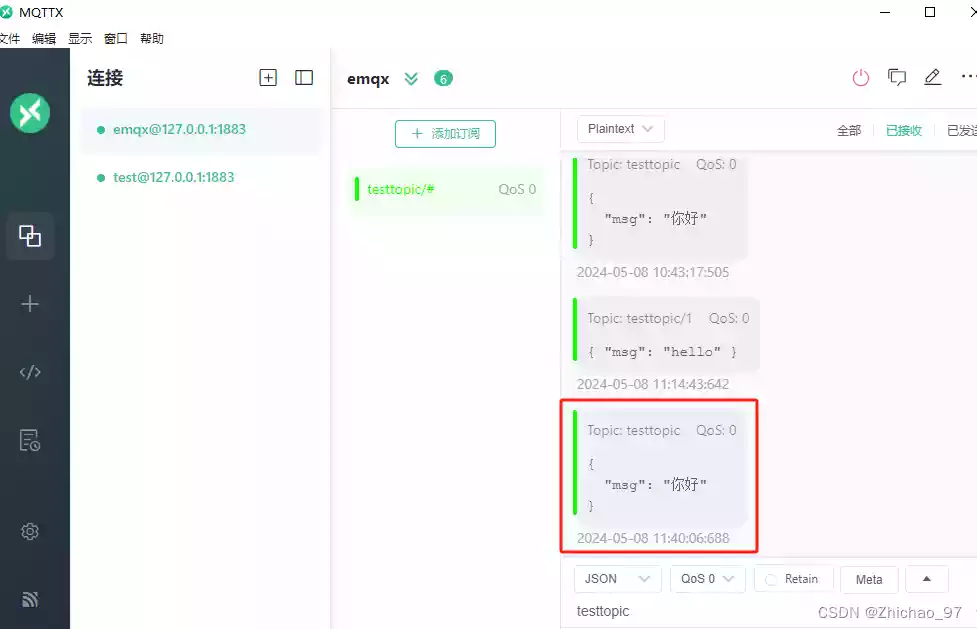 MQTTX
文件 编辑 显示 窗口 帮助
连接
emqx@127.0.0.1:1883
test@127.0.0.1:1883
emqx 6
添加订阅
testtopic/# QoS 0
Plaintext 全部 已接收 已发送
Topic: testtopic QoS: 0
{
"msg": "你好"
}
2024-05-08 10:43:17:505
Topic: testtopic/1 QoS: 0
{ "msg": "hello" }
2024-05-08 11:14:43:642
Topic: testtopic QoS: 0
{
"msg": "你好"
}
2024-05-08 11:40:06:688
JSON QoS 0 Retain Meta
testtopic
CSDN @Zhichao_97